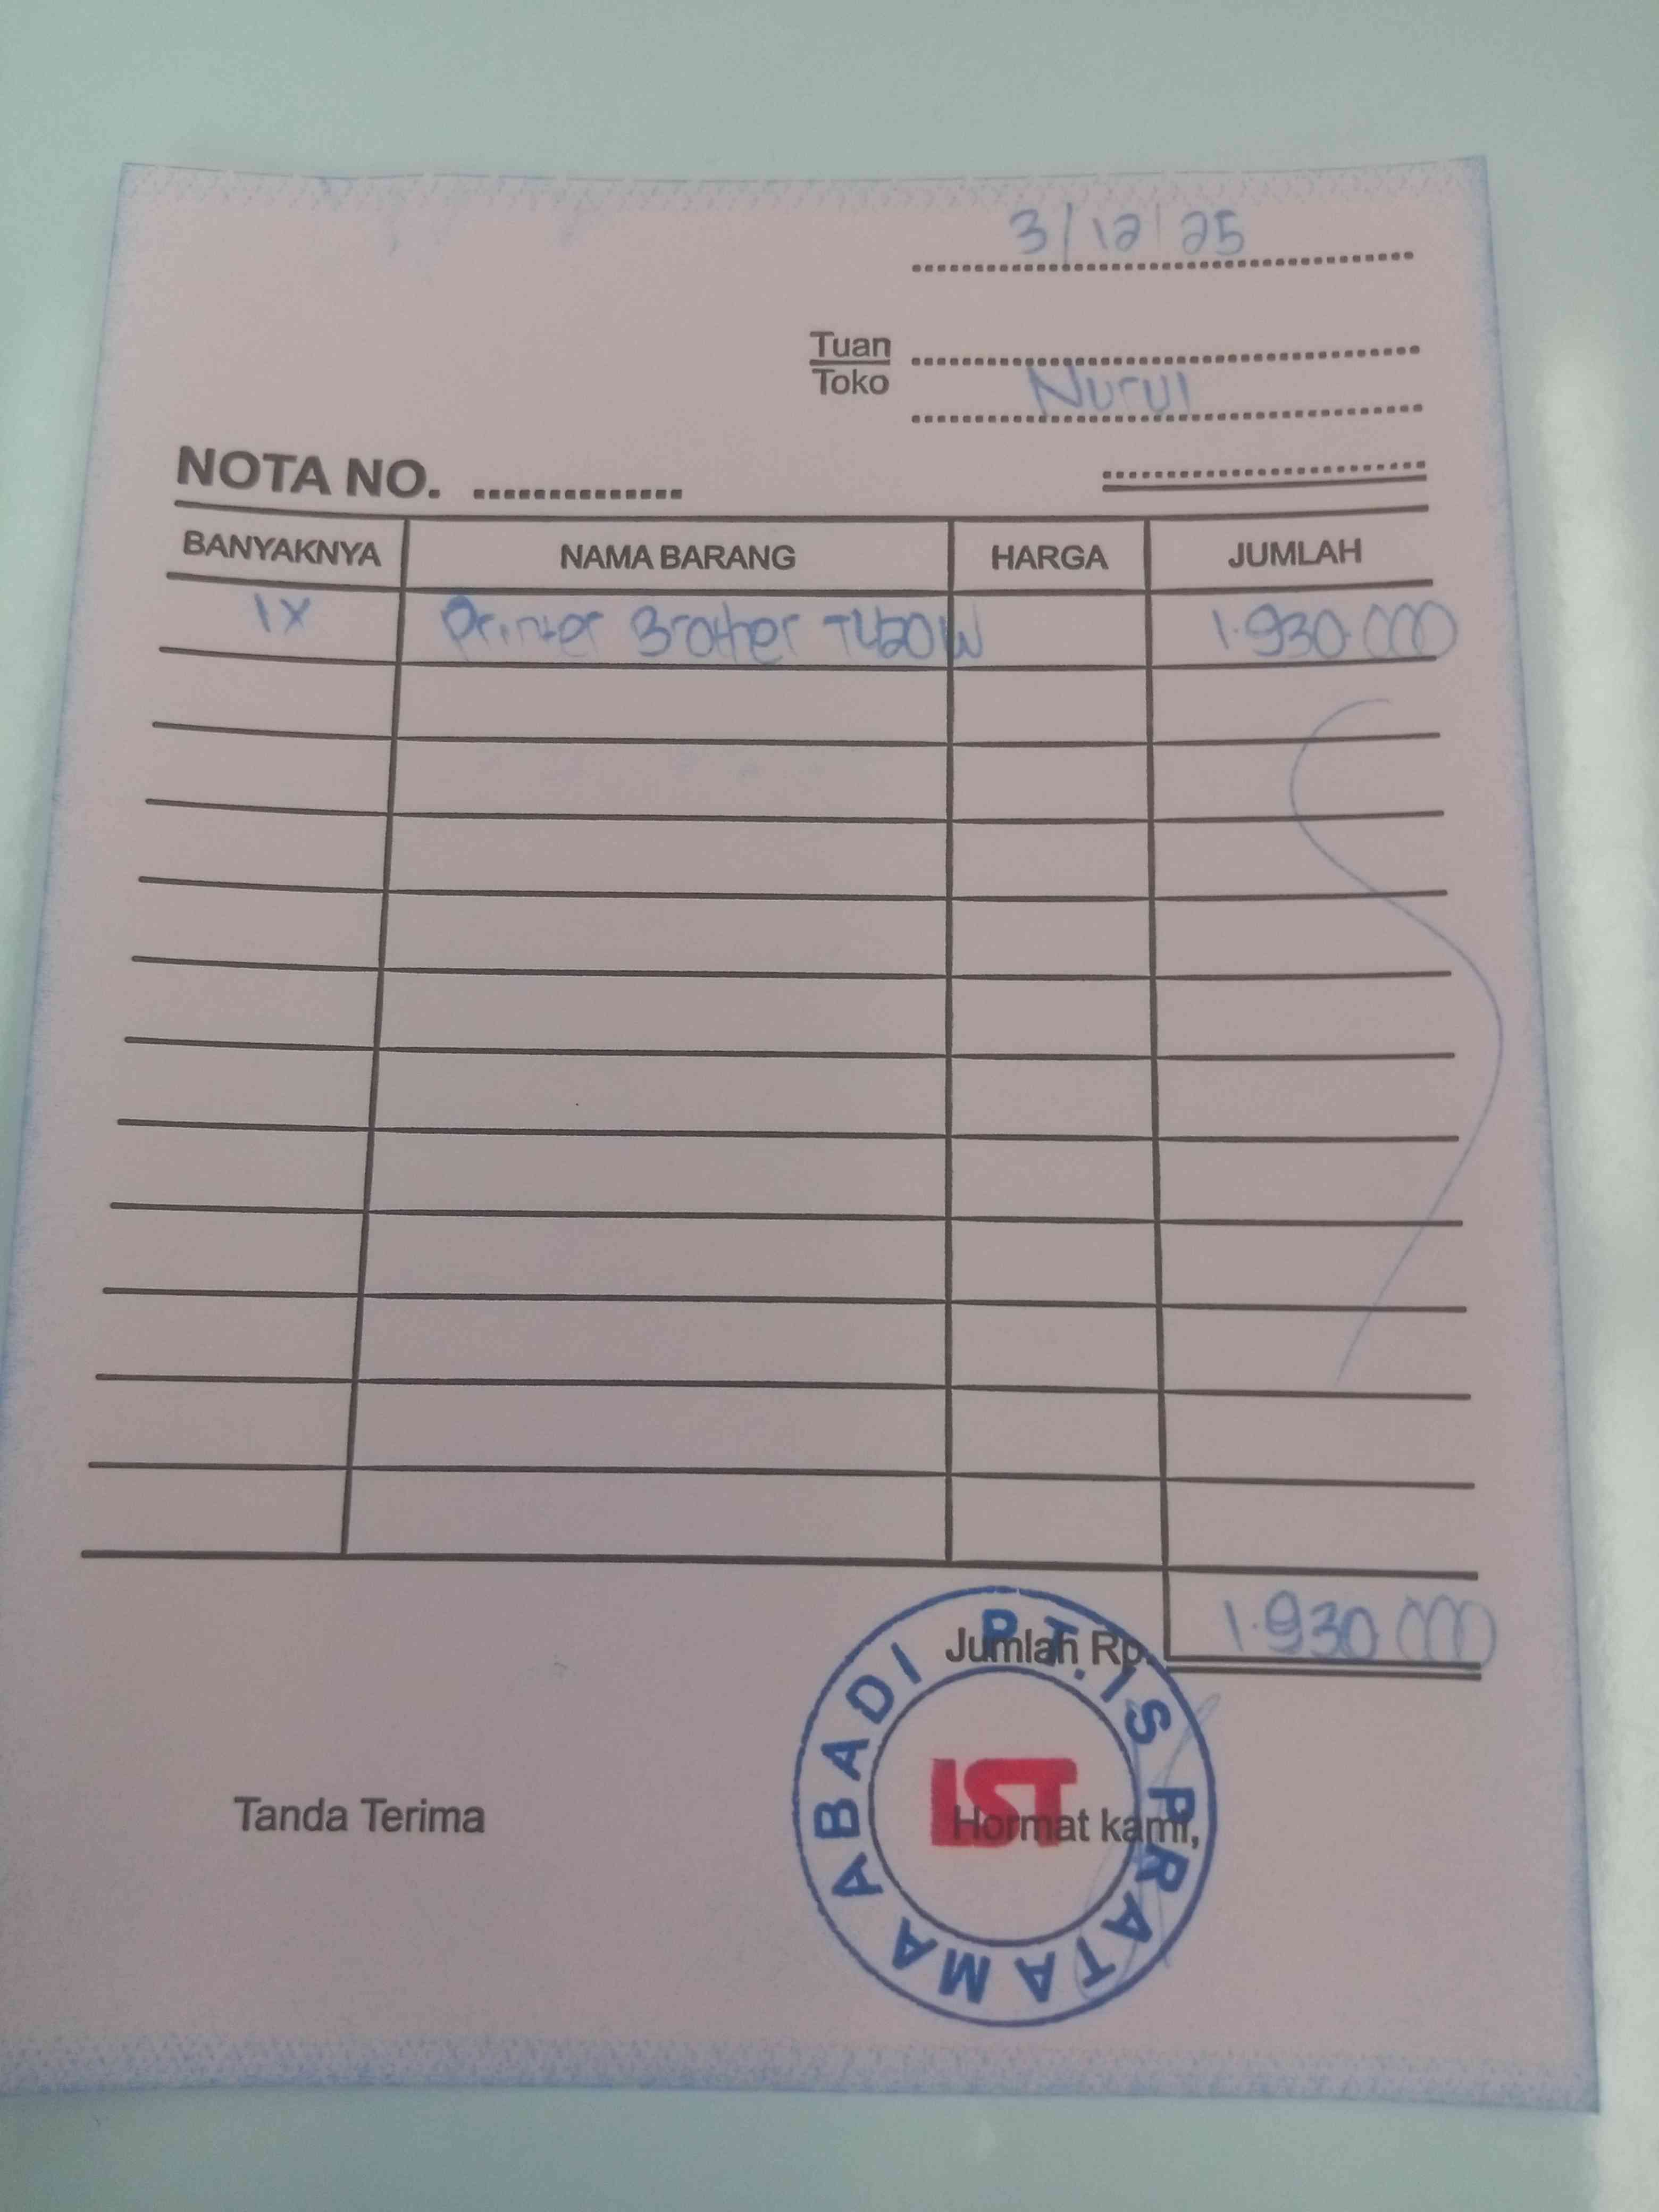 3/12/25
Tuan
Toko
Nurul
NOTA NO. ..............
BANYAKNYA NAMA BARANG HARGA JUMLAH
1X Printer Brother T420W 1.930.000
Jumlah Rp. 1.930.000
Tanda Terima Hormat kami,
P.T. IS PRATAMA ABADI
IST